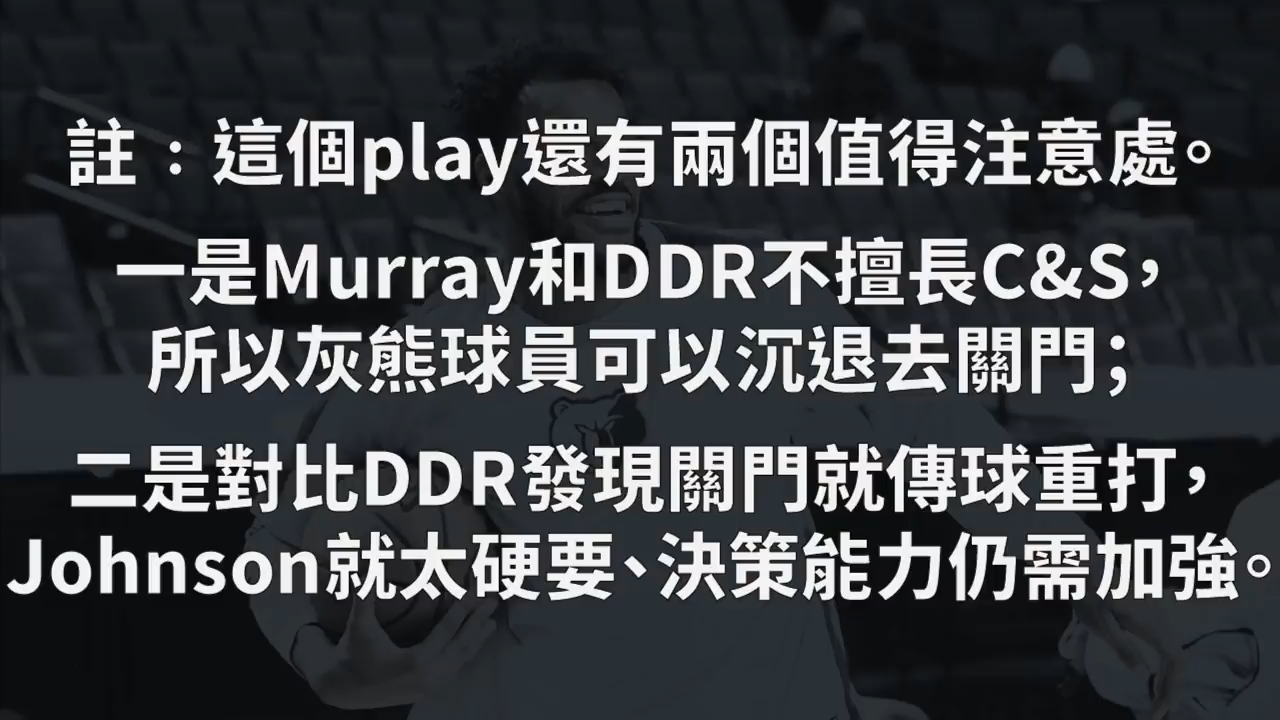 註：這個play還有兩個值得注意處。
一是Murray和DDR不擅長C&S，
所以灰熊球員可以沉退去關門；
二是對比DDR發現關門就傳球重打，
Johnson就太硬要、決策能力仍需加強。